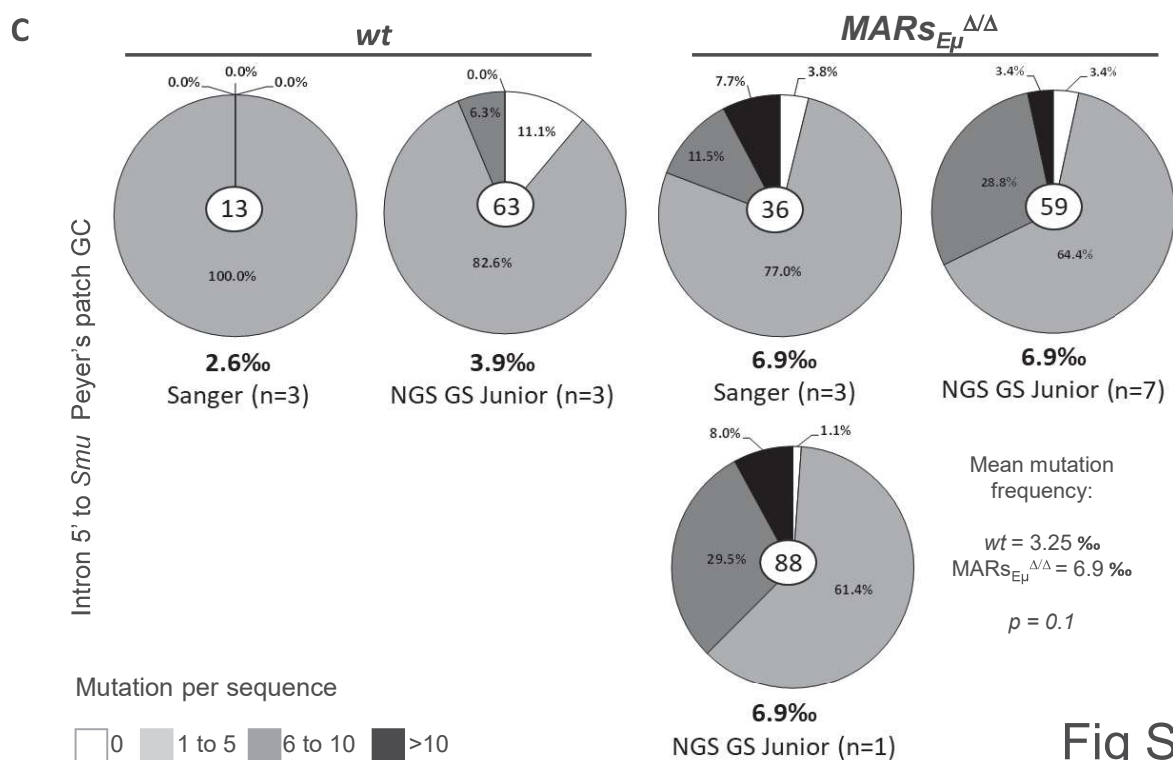 C
wt
MARsEμΔ/Δ
0.0%
0.0%
0.0%
0.0%
6.3%
11.1%
7.7%
3.8%
11.5%
3.4%
3.4%
28.8%
13
63
36
59
100.0%
82.6%
77.0%
64.4%
2.6‰
Sanger (n=3)
3.9‰
NGS GS Junior (n=3)
6.9‰
Sanger (n=3)
6.9‰
NGS GS Junior (n=7)
Intron 5' to Smu Peyer's patch GC
8.0%
1.1%
29.5%
88
61.4%
6.9‰
NGS GS Junior (n=1)
Mean mutation
frequency:
wt = 3.25 ‰
MARsEμΔ/Δ = 6.9 ‰
p = 0.1
Mutation per sequence
0
1 to 5
6 to 10
>10
Fig S